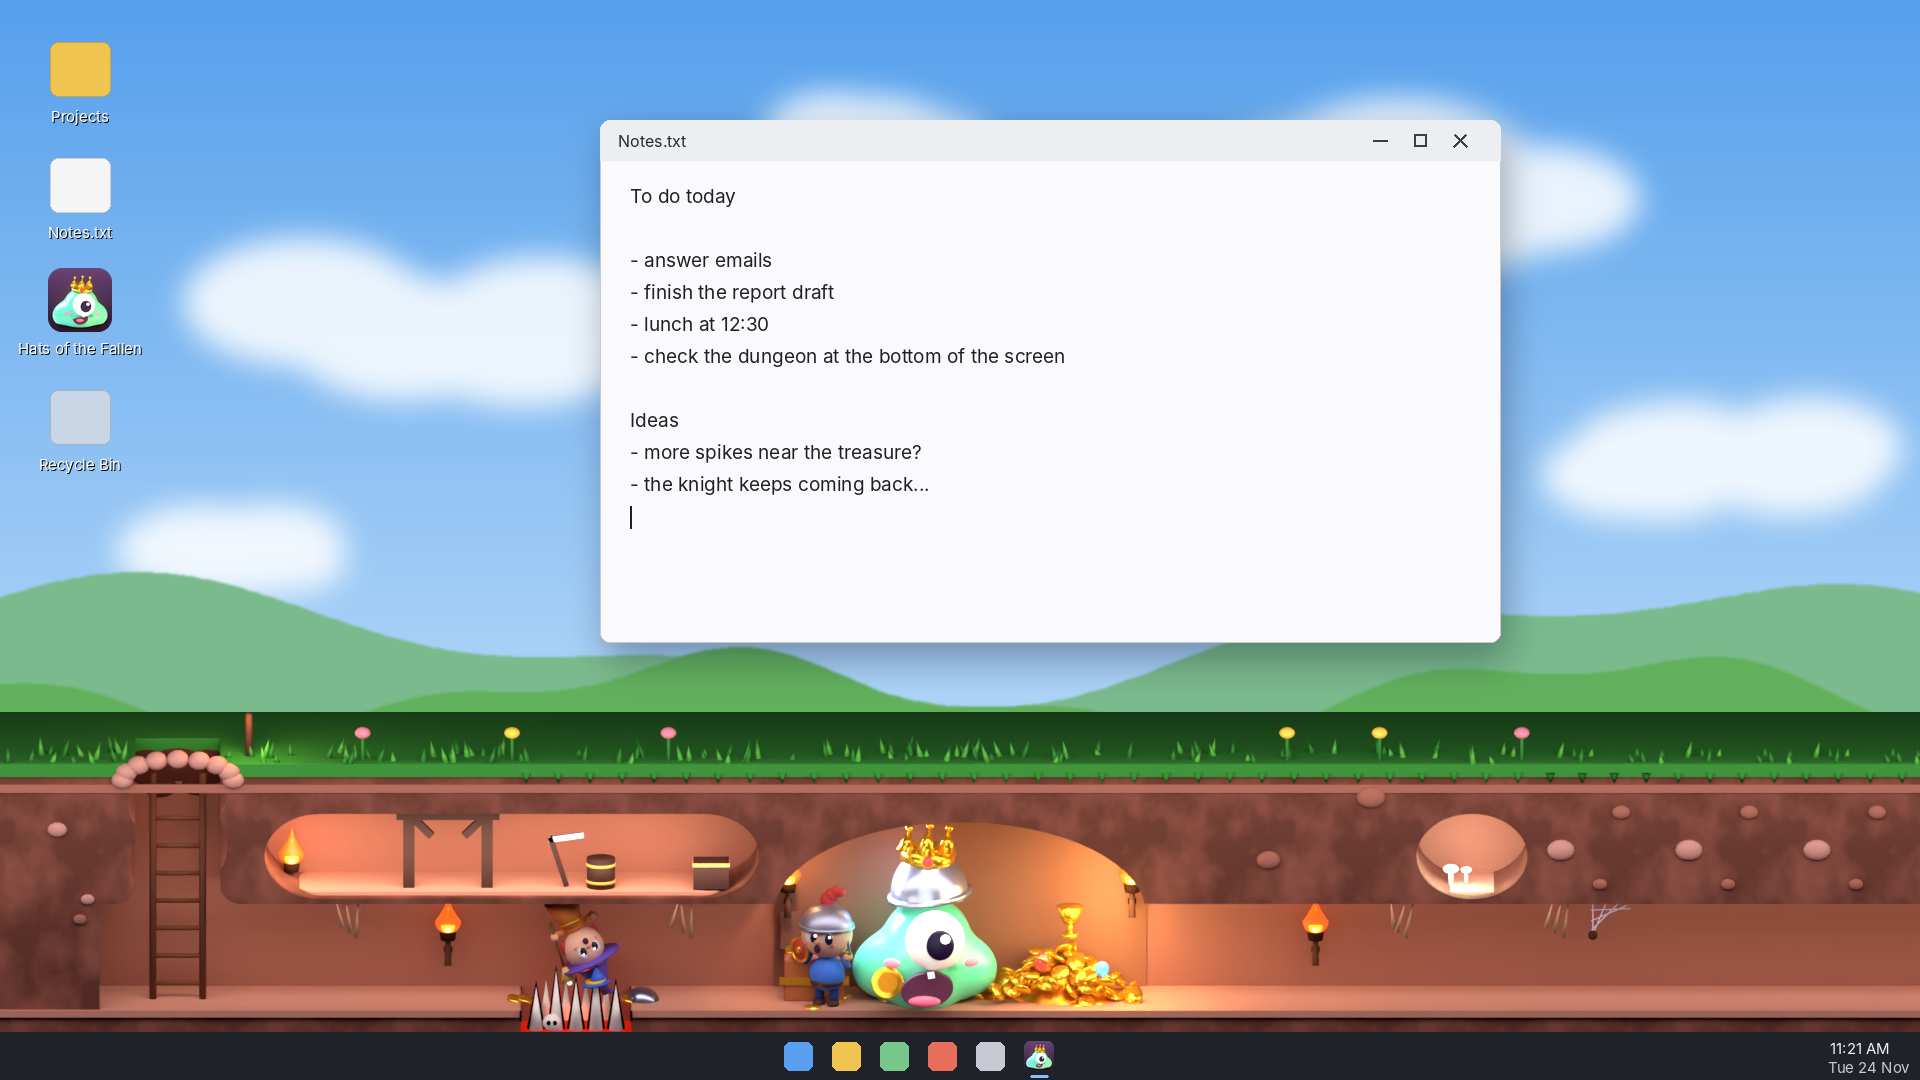 Projects
Notes.txt
Hats of the Fallen
Recycle Bin
Notes.txt
To do today
- answer emails
- finish the report draft
- lunch at 12:30
- check the dungeon at the bottom of the screen
Ideas
- more spikes near the treasure?
- the knight keeps coming back...
11:21 AM
Tue 24 Nov